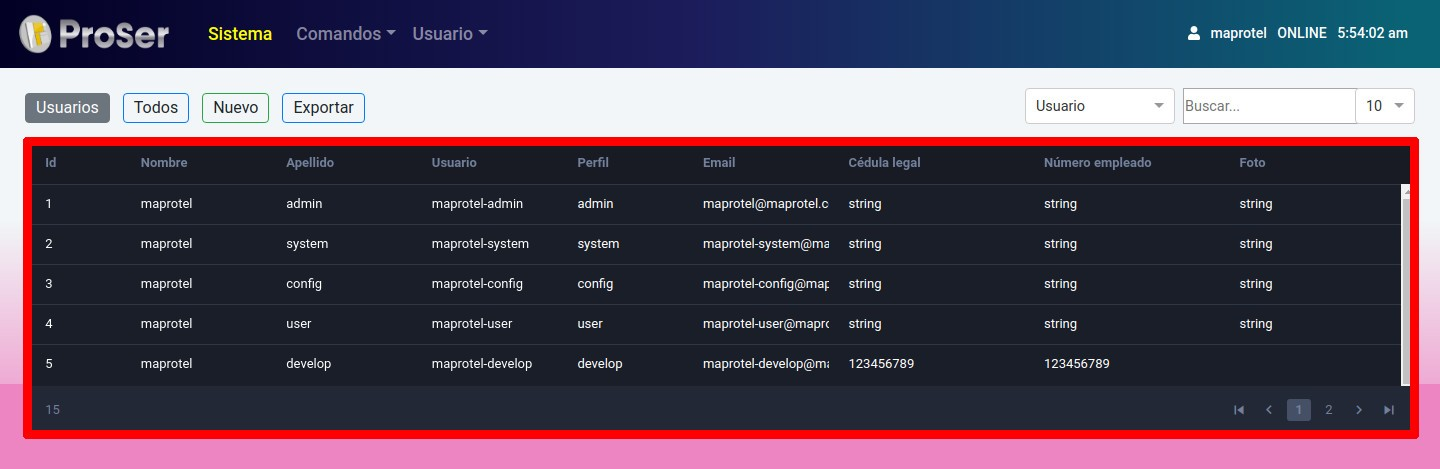 ProSer Sistema Comandos Usuario maprotel ONLINE 5:54:02 am
Usuarios Todos Nuevo Exportar Usuario Buscar... 10
Id Nombre Apellido Usuario Perfil Email Cédula legal Número empleado Foto
1 maprotel admin maprotel-admin admin maprotel@maprotel.c string string string
2 maprotel system maprotel-system system maprotel-system@ma string string string
3 maprotel config maprotel-config config maprotel-config@map string string string
4 maprotel user maprotel-user user maprotel-user@mapro string string string
5 maprotel develop maprotel-develop develop maprotel-develop@ma 123456789 123456789
15 1 2